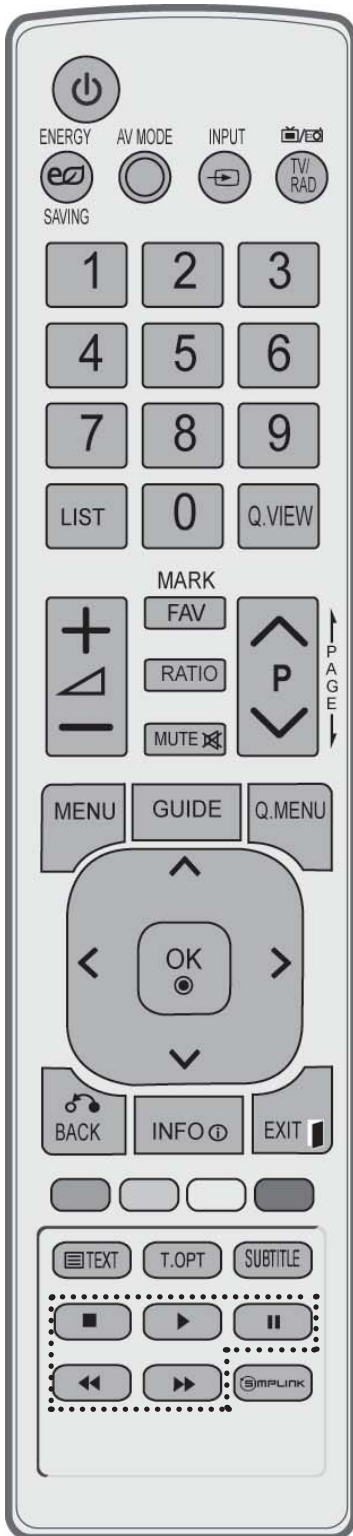 ENERGY AV MODE INPUT
TV/
RAD
SAVING
1 2 3
4 5 6
7 8 9
LIST 0 Q.VIEW
MARK
FAV
RATIO
P
PAGE
MUTE
MENU GUIDE Q.MENU
OK
BACK INFO EXIT
TEXT T.OPT SUBTITLE
SIMPLINK